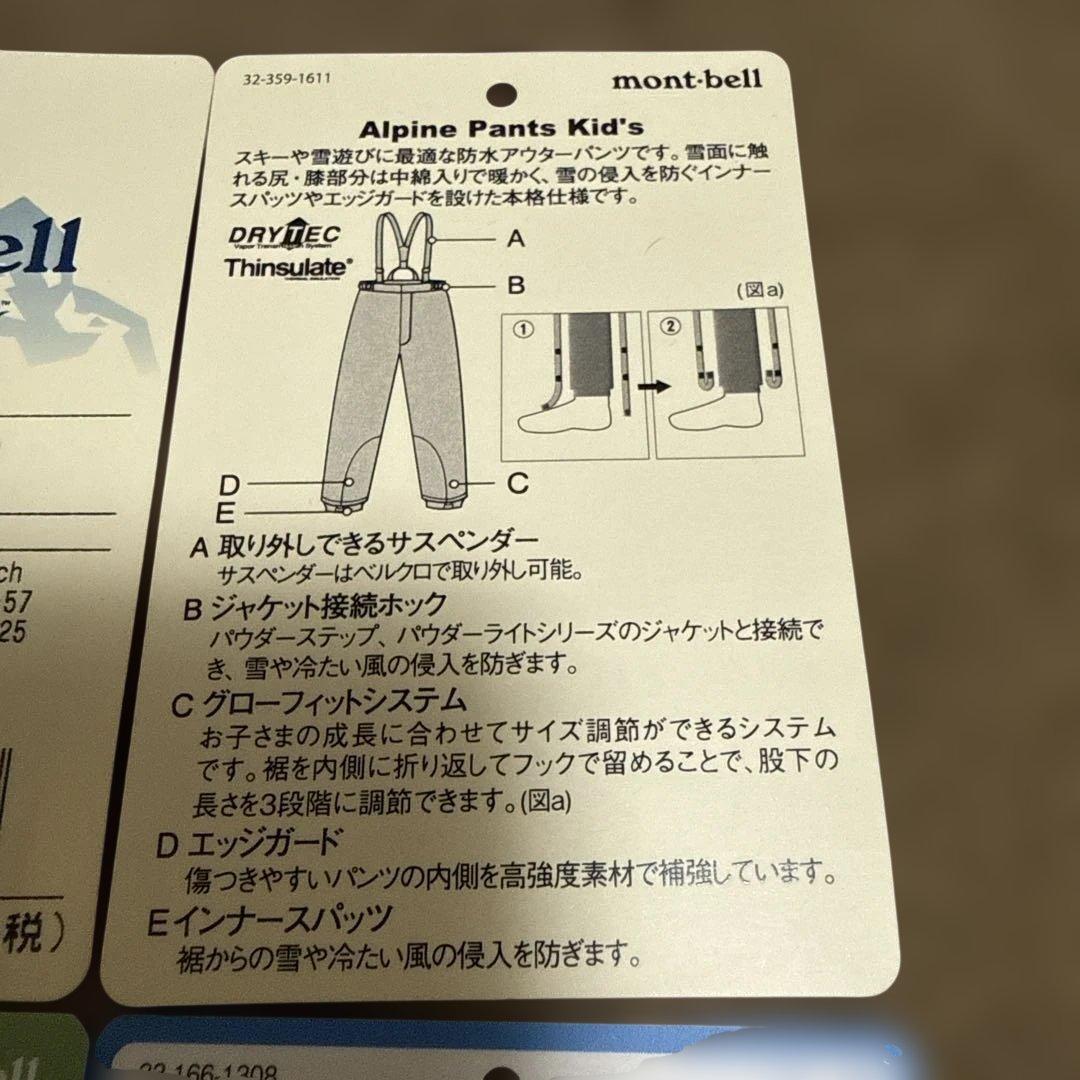 32-359-1611
mont·bell
Alpine Pants Kid's
スキーや雪遊びに最適な防水アウターパンツです。雪面に触
れる尻・膝部分は中綿入りで暖かく、雪の侵入を防ぐインナー
スパッツやエッジガードを設けた本格仕様です。
DRYTEC
Vapor Transmission System
Thinsulate®
THERMAL INSULATION
A
B
(図a)
①
②
D
C
E
A 取り外しできるサスペンダー
サスペンダーはベルクロで取り外し可能。
B ジャケット接続ホック
パウダーステップ、パウダーライトシリーズのジャケットと接続で
き、雪や冷たい風の侵入を防ぎます。
C グローフィットシステム
お子さまの成長に合わせてサイズ調節ができるシステム
です。裾を内側に折り返してフックで留めることで、股下の
長さを3段階に調節できます。(図a)
D エッジガード
傷つきやすいパンツの内側を高強度素材で補強しています。
E インナースパッツ
裾からの雪や冷たい風の侵入を防ぎます。
ell
™
ch
57
25
税)
ell
22-166-1308